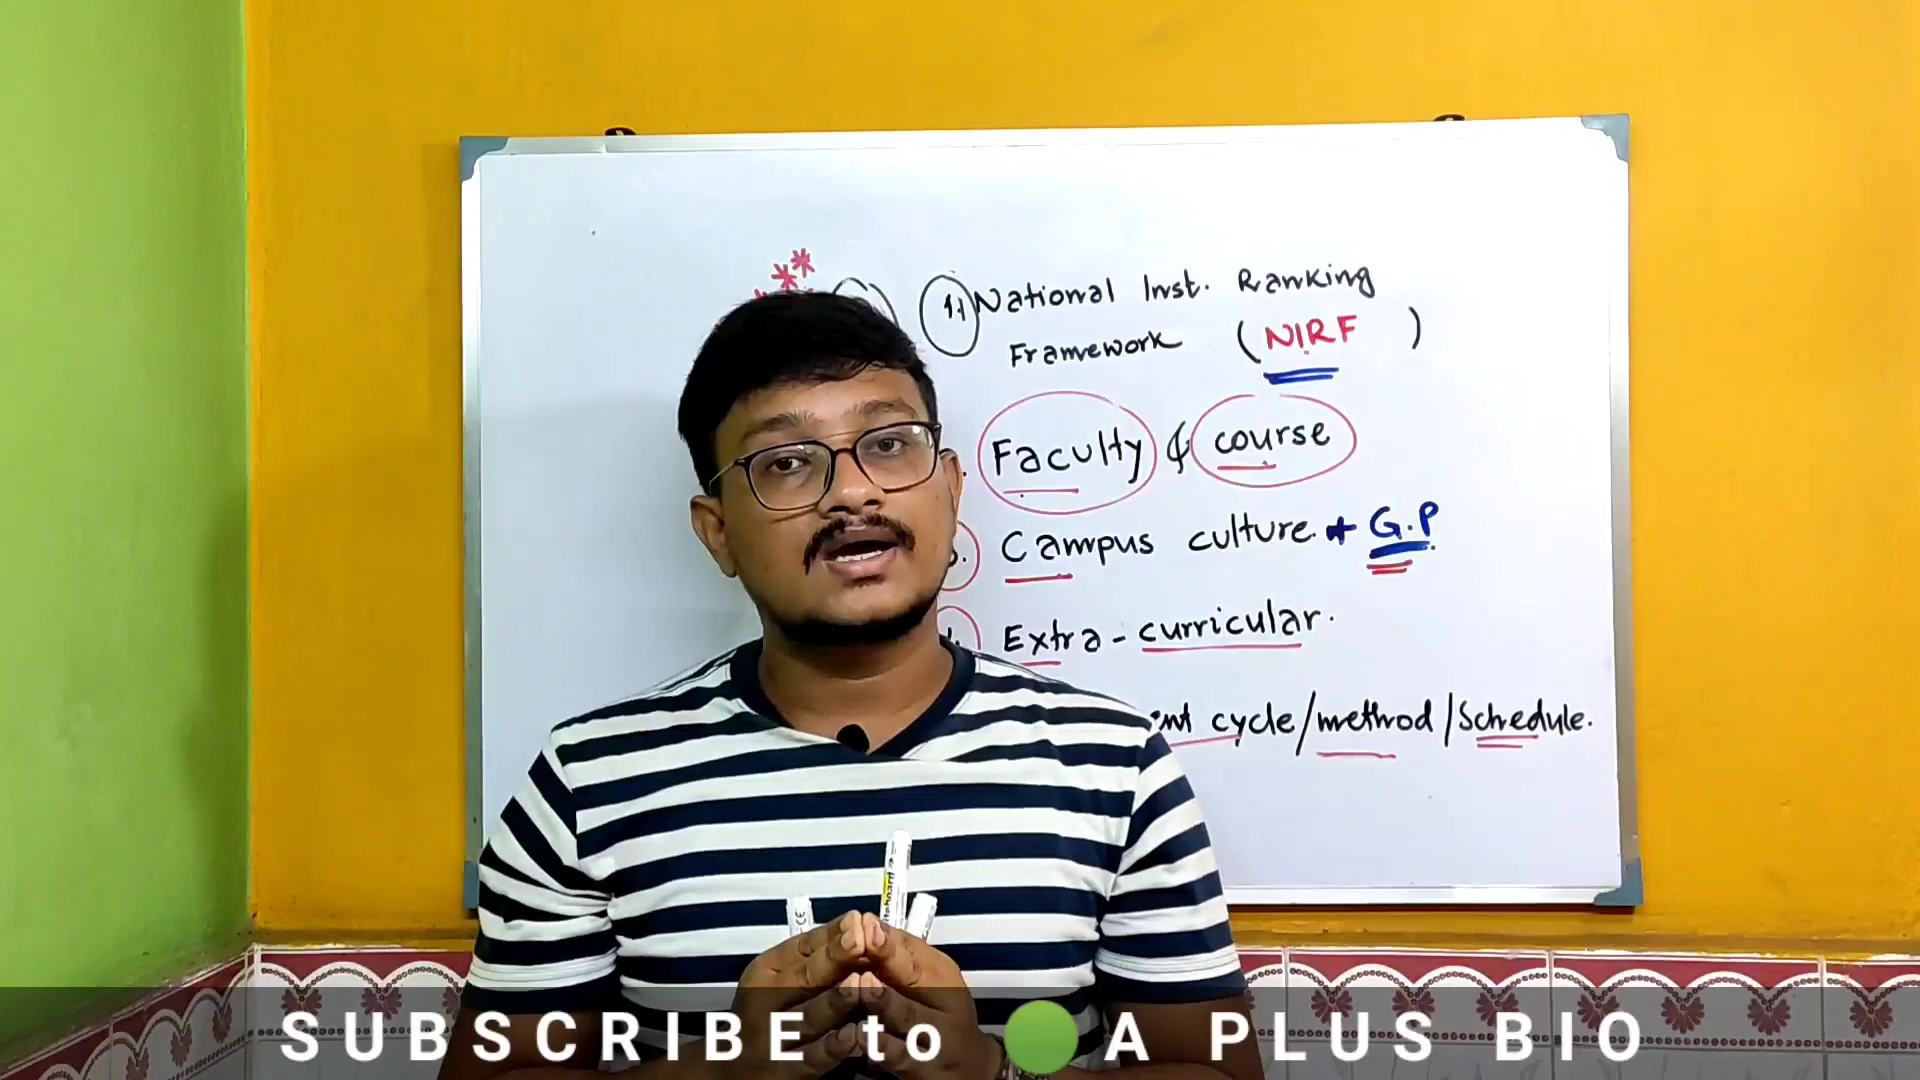 ** 1.) National Inst. Ranking
Framework (NIRF )
Faculty & course
Campus culture. + G.P.
Extra-curricular.
cycle/method/Schedule.
CE
SUBSCRIBE to A PLUS BIO